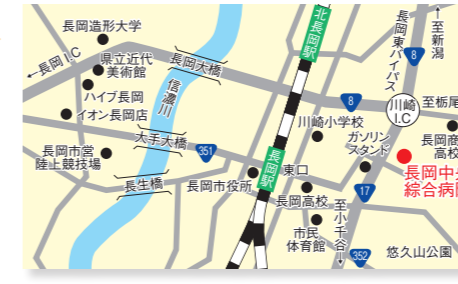 長岡造形大学
←長岡I.C
県立近代
美術館
長岡大橋
ハイブ長岡
イオン長岡店
信濃川
大手大橋
351
長岡市営
陸上競技場
長生橋
北長岡駅
長岡駅
長岡市役所
東口
長岡高校
市民
体育館
川崎小学校
ガソリン
スタンド
8
8
←至新潟
長岡東バイパス
川崎
I.C
至栃尾
長岡商
高校
長岡中央
綜合病院
17
至小千谷→
352
悠久山公園